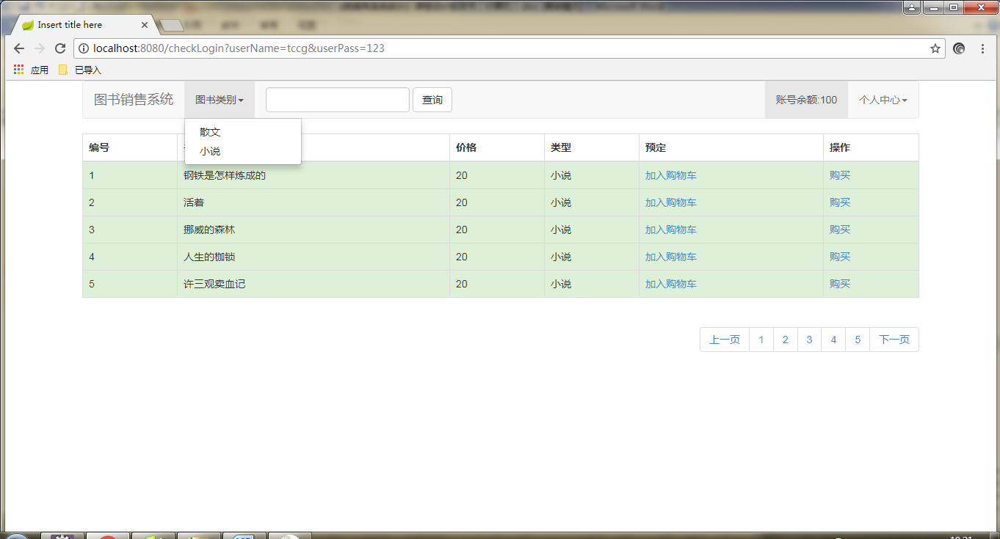 Insert title here
localhost:8080/checkLogin?userName=tccg&userPass=123
应用 已导入
图书销售系统 图书类别 查询 账号余额:100 个人中心
散文
小说
编号 价格 类型 预定 操作
1 钢铁是怎样炼成的 20 小说 加入购物车 购买
2 活着 20 小说 加入购物车 购买
3 挪威的森林 20 小说 加入购物车 购买
4 人生的枷锁 20 小说 加入购物车 购买
5 许三观卖血记 20 小说 加入购物车 购买
上一页 1 2 3 4 5 下一页